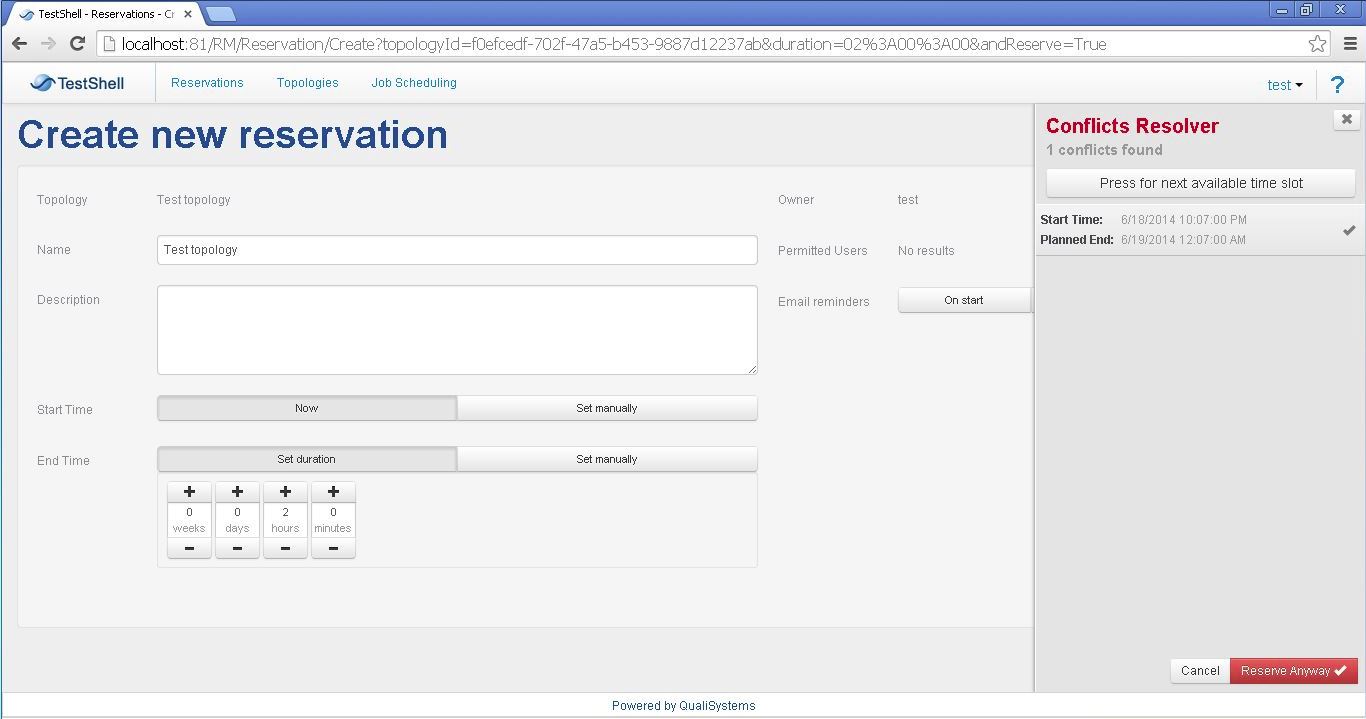 TestShell - Reservations - Cr
localhost:81/RM/Reservation/Create?topologyId=f0efcedf-702f-47a5-b453-9887d12237ab&duration=02%3A00%3A00&andReserve=True
TestShell Reservations Topologies Job Scheduling test ?
Create new reservation
Topology Test topology Owner test
Name Test topology Permitted Users No results
Description Email reminders On start
Start Time Now Set manually
End Time Set duration Set manually
0 0 2 0
weeks days hours minutes
Conflicts Resolver
1 conflicts found
Press for next available time slot
Start Time: 6/18/2014 10:07:00 PM
Planned End: 6/19/2014 12:07:00 AM
Cancel Reserve Anyway
Powered by QualiSystems